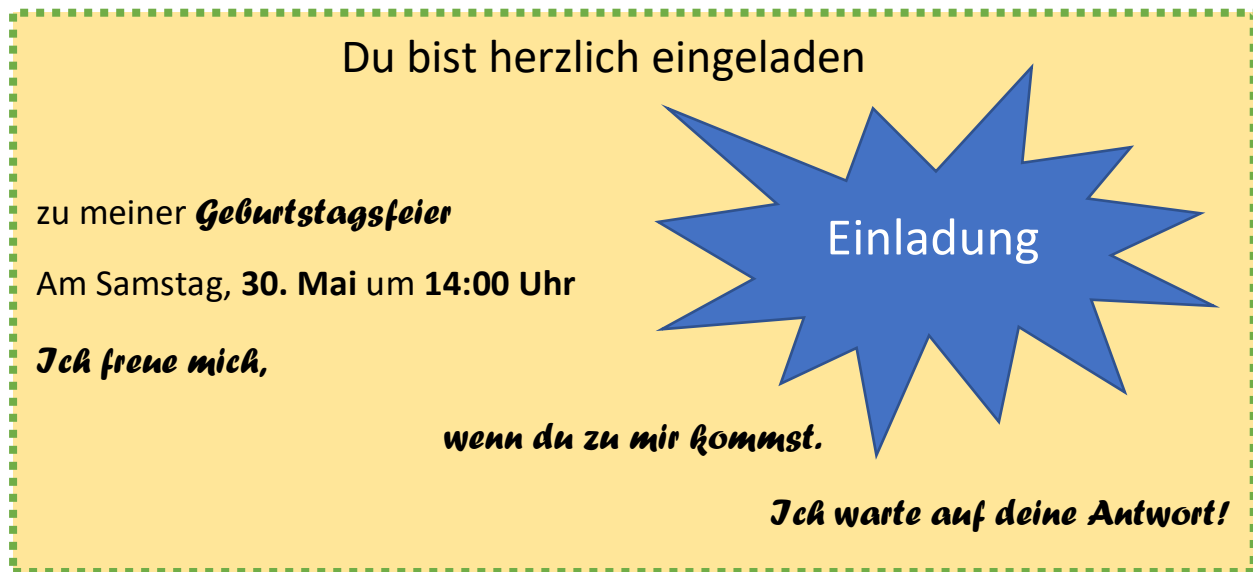 Du bist herzlich eingeladen
Einladung
zu meiner Geburtstagsfeier
Am Samstag, 30. Mai um 14:00 Uhr
Ich freue mich,
wenn du zu mir kommst.
Ich warte auf deine Antwort!